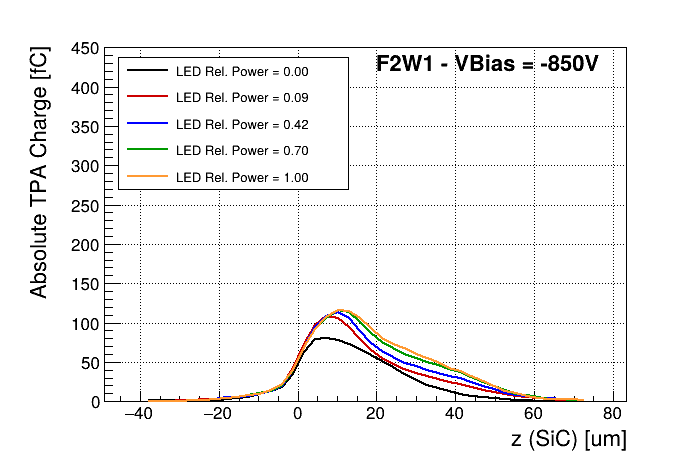 F2W1 - VBias = -850V
LED Rel. Power = 0.00
LED Rel. Power = 0.09
LED Rel. Power = 0.42
LED Rel. Power = 0.70
LED Rel. Power = 1.00
Absolute TPA Charge [fC]
450
400
350
300
250
200
150
100
50
0
−40 −20 0 20 40 60 80
z (SiC) [um]